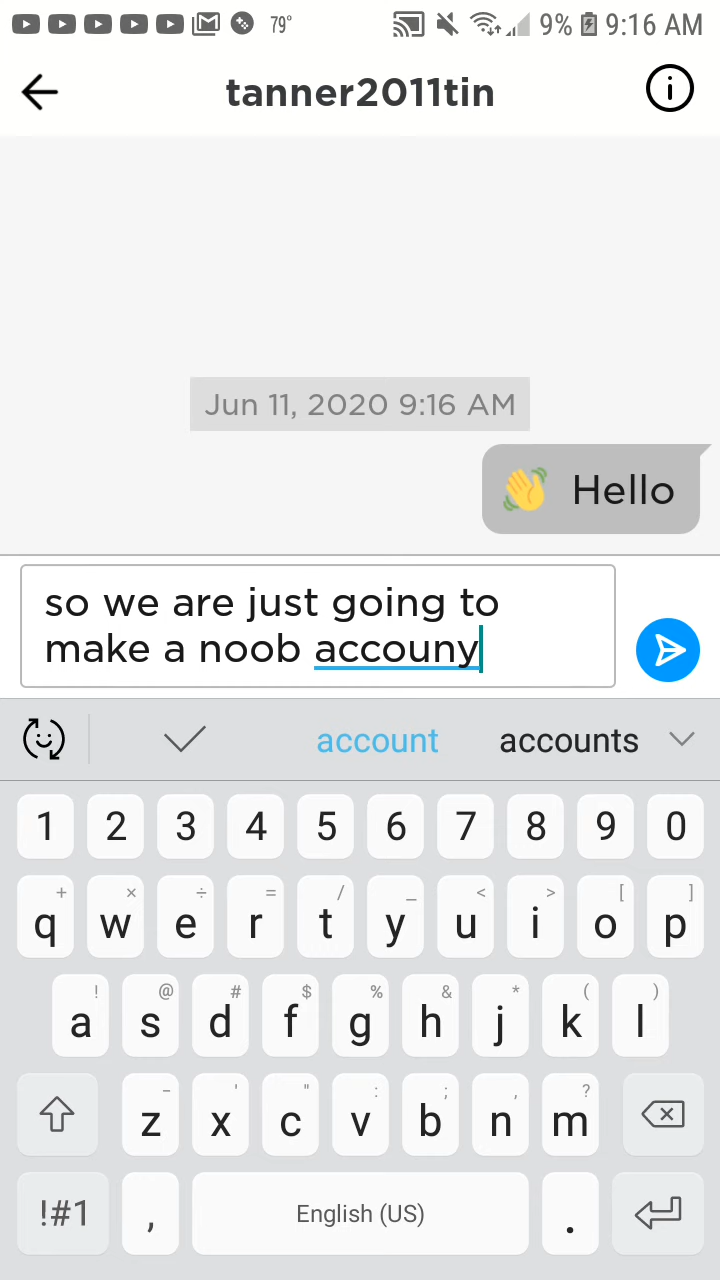 79° 9% 9:16 AM
tanner2011tin
Jun 11, 2020 9:16 AM
👋 Hello
so we are just going to
make a noob accouny
account accounts
1 2 3 4 5 6 7 8 9 0
+ × ÷ = / _ < > [ ]
q w e r t y u i o p
! @ # $ % & * ( )
a s d f g h j k l
- ' " : ; , ?
z x c v b n m
!#1 , English (US) .